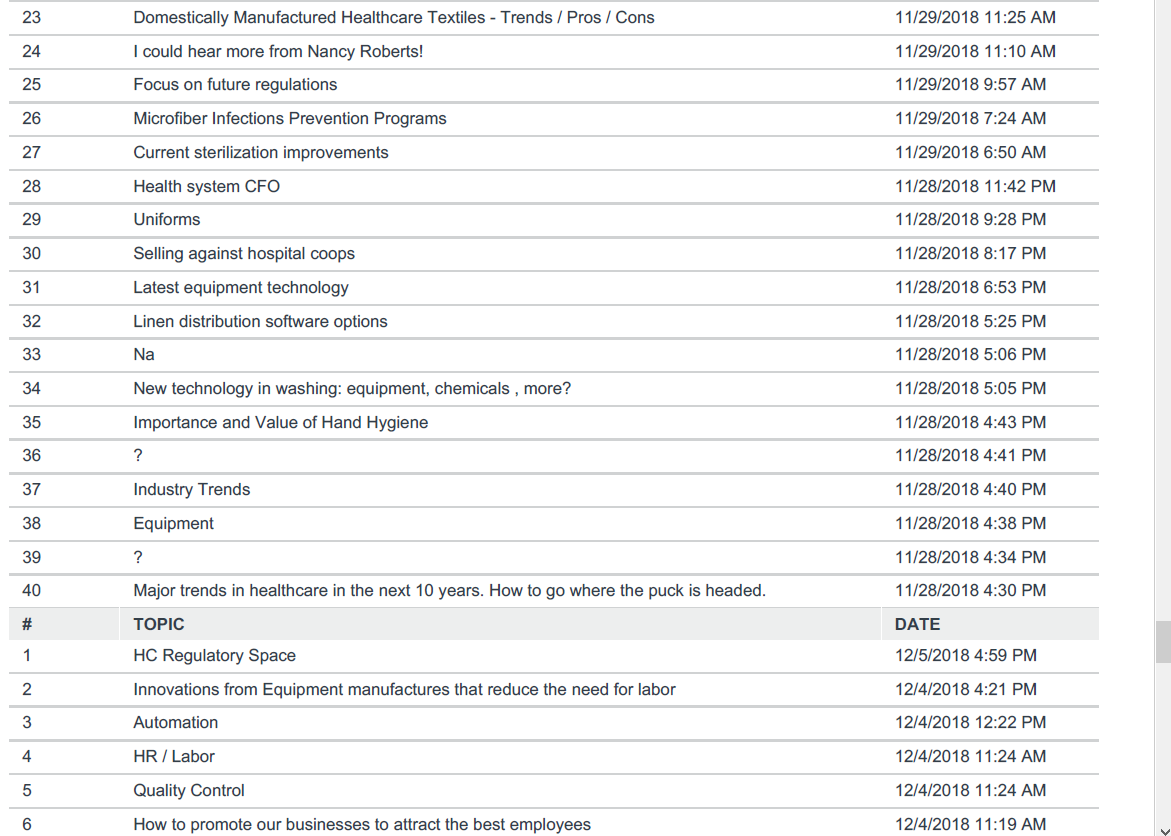 23 Domestically Manufactured Healthcare Textiles - Trends / Pros / Cons 11/29/2018 11:25 AM
24 I could hear more from Nancy Roberts! 11/29/2018 11:10 AM
25 Focus on future regulations 11/29/2018 9:57 AM
26 Microfiber Infections Prevention Programs 11/29/2018 7:24 AM
27 Current sterilization improvements 11/29/2018 6:50 AM
28 Health system CFO 11/28/2018 11:42 PM
29 Uniforms 11/28/2018 9:28 PM
30 Selling against hospital coops 11/28/2018 8:17 PM
31 Latest equipment technology 11/28/2018 6:53 PM
32 Linen distribution software options 11/28/2018 5:25 PM
33 Na 11/28/2018 5:06 PM
34 New technology in washing: equipment, chemicals , more? 11/28/2018 5:05 PM
35 Importance and Value of Hand Hygiene 11/28/2018 4:43 PM
36 ? 11/28/2018 4:41 PM
37 Industry Trends 11/28/2018 4:40 PM
38 Equipment 11/28/2018 4:38 PM
39 ? 11/28/2018 4:34 PM
40 Major trends in healthcare in the next 10 years. How to go where the puck is headed. 11/28/2018 4:30 PM
# TOPIC DATE
1 HC Regulatory Space 12/5/2018 4:59 PM
2 Innovations from Equipment manufactures that reduce the need for labor 12/4/2018 4:21 PM
3 Automation 12/4/2018 12:22 PM
4 HR / Labor 12/4/2018 11:24 AM
5 Quality Control 12/4/2018 11:24 AM
6 How to promote our businesses to attract the best employees 12/4/2018 11:19 AM